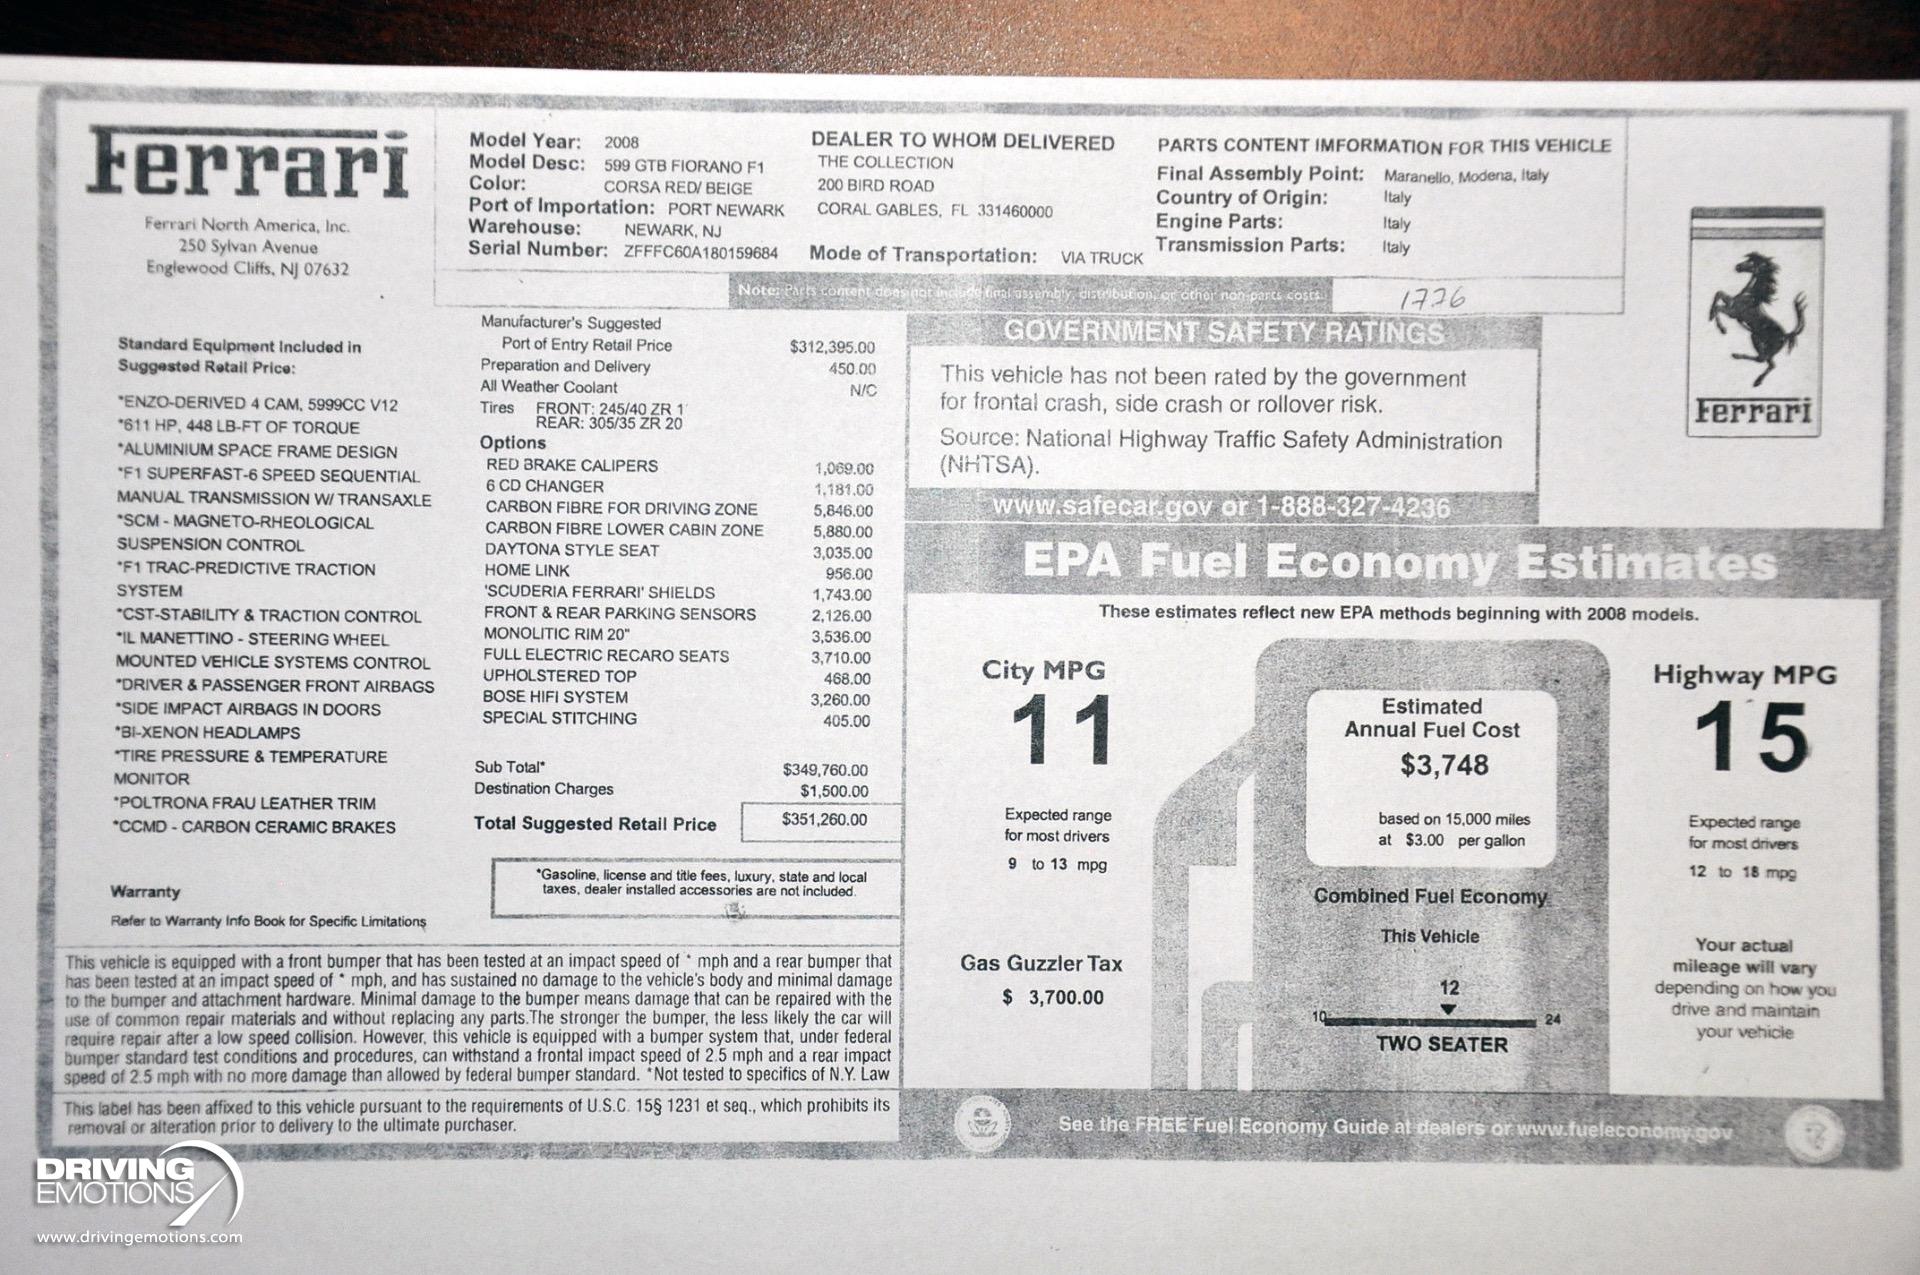 Ferrari
Ferrari North America, Inc.
250 Sylvan Avenue
Englewood Cliffs, NJ 07632
Model Year: 2008
Model Desc: 599 GTB FIORANO F1
Color: CORSA RED/ BEIGE
Port of Importation: PORT NEWARK
Warehouse: NEWARK, NJ
Serial Number: ZFFFC60A180159684
DEALER TO WHOM DELIVERED
THE COLLECTION
200 BIRD ROAD
CORAL GABLES, FL 331460000
Mode of Transportation: VIA TRUCK
PARTS CONTENT IMFORMATION FOR THIS VEHICLE
Final Assembly Point: Maranello, Modena, Italy
Country of Origin: Italy
Engine Parts: Italy
Transmission Parts: Italy
Note: Parts content does not include final assembly, distribution, or other non-parts costs.
1776
Ferrari
Standard Equipment Included in
Suggested Retail Price:
*ENZO-DERIVED 4 CAM, 5999CC V12
*611 HP, 448 LB-FT OF TORQUE
*ALUMINIUM SPACE FRAME DESIGN
*F1 SUPERFAST-6 SPEED SEQUENTIAL
MANUAL TRANSMISSION W/ TRANSAXLE
*SCM - MAGNETO-RHEOLOGICAL
SUSPENSION CONTROL
*F1 TRAC-PREDICTIVE TRACTION
SYSTEM
*CST-STABILITY & TRACTION CONTROL
*IL MANETTINO - STEERING WHEEL
MOUNTED VEHICLE SYSTEMS CONTROL
*DRIVER & PASSENGER FRONT AIRBAGS
*SIDE IMPACT AIRBAGS IN DOORS
*BI-XENON HEADLAMPS
*TIRE PRESSURE & TEMPERATURE
MONITOR
*POLTRONA FRAU LEATHER TRIM
*CCMD - CARBON CERAMIC BRAKES
Warranty
Refer to Warranty Info Book for Specific Limitations
Manufacturer's Suggested
Port of Entry Retail Price $312,395.00
Preparation and Delivery 450.00
All Weather Coolant N/C
Tires FRONT: 245/40 ZR 1
REAR: 305/35 ZR 20
Options
RED BRAKE CALIPERS 1,069.00
6 CD CHANGER 1,181.00
CARBON FIBRE FOR DRIVING ZONE 5,846.00
CARBON FIBRE LOWER CABIN ZONE 5,880.00
DAYTONA STYLE SEAT 3,035.00
HOME LINK 956.00
'SCUDERIA FERRARI' SHIELDS 1,743.00
FRONT & REAR PARKING SENSORS 2,126.00
MONOLITIC RIM 20" 3,536.00
FULL ELECTRIC RECARO SEATS 3,710.00
UPHOLSTERED TOP 468.00
BOSE HIFI SYSTEM 3,260.00
SPECIAL STITCHING 405.00
Sub Total* $349,760.00
Destination Charges $1,500.00
Total Suggested Retail Price $351,260.00
*Gasoline, license and title fees, luxury, state and local
taxes, dealer installed accessories are not included.
This vehicle is equipped with a front bumper that has been tested at an impact speed of * mph and a rear bumper that
has been tested at an impact speed of * mph, and has sustained no damage to the vehicle's body and minimal damage
to the bumper and attachment hardware. Minimal damage to the bumper means damage that can be repaired with the
use of common repair materials and without replacing any parts.The stronger the bumper, the less likely the car will
require repair after a low speed collision. However, this vehicle is equipped with a bumper system that, under federal
bumper standard test conditions and procedures, can withstand a frontal impact speed of 2.5 mph and a rear impact
speed of 2.5 mph with no more damage than allowed by federal bumper standard. *Not tested to specifics of N.Y. Law
This label has been affixed to this vehicle pursuant to the requirements of U.S.C. 15§ 1231 et seq., which prohibits its
removal or alteration prior to delivery to the ultimate purchaser.
GOVERNMENT SAFETY RATINGS
This vehicle has not been rated by the government
for frontal crash, side crash or rollover risk.
Source: National Highway Traffic Safety Administration
(NHTSA).
www.safecar.gov or 1-888-327-4236
EPA Fuel Economy Estimates
These estimates reflect new EPA methods beginning with 2008 models.
City MPG
11
Expected range
for most drivers
9 to 13 mpg
Gas Guzzler Tax
$ 3,700.00
Estimated
Annual Fuel Cost
$3,748
based on 15,000 miles
at $3.00 per gallon
Combined Fuel Economy
This Vehicle
12
10 24
TWO SEATER
Highway MPG
15
Expected range
for most drivers
12 to 18 mpg
Your actual
mileage will vary
depending on how you
drive and maintain
your vehicle
See the FREE Fuel Economy Guide at dealers or www.fueleconomy.gov
DRIVING
EMOTIONS
www.drivingemotions.com